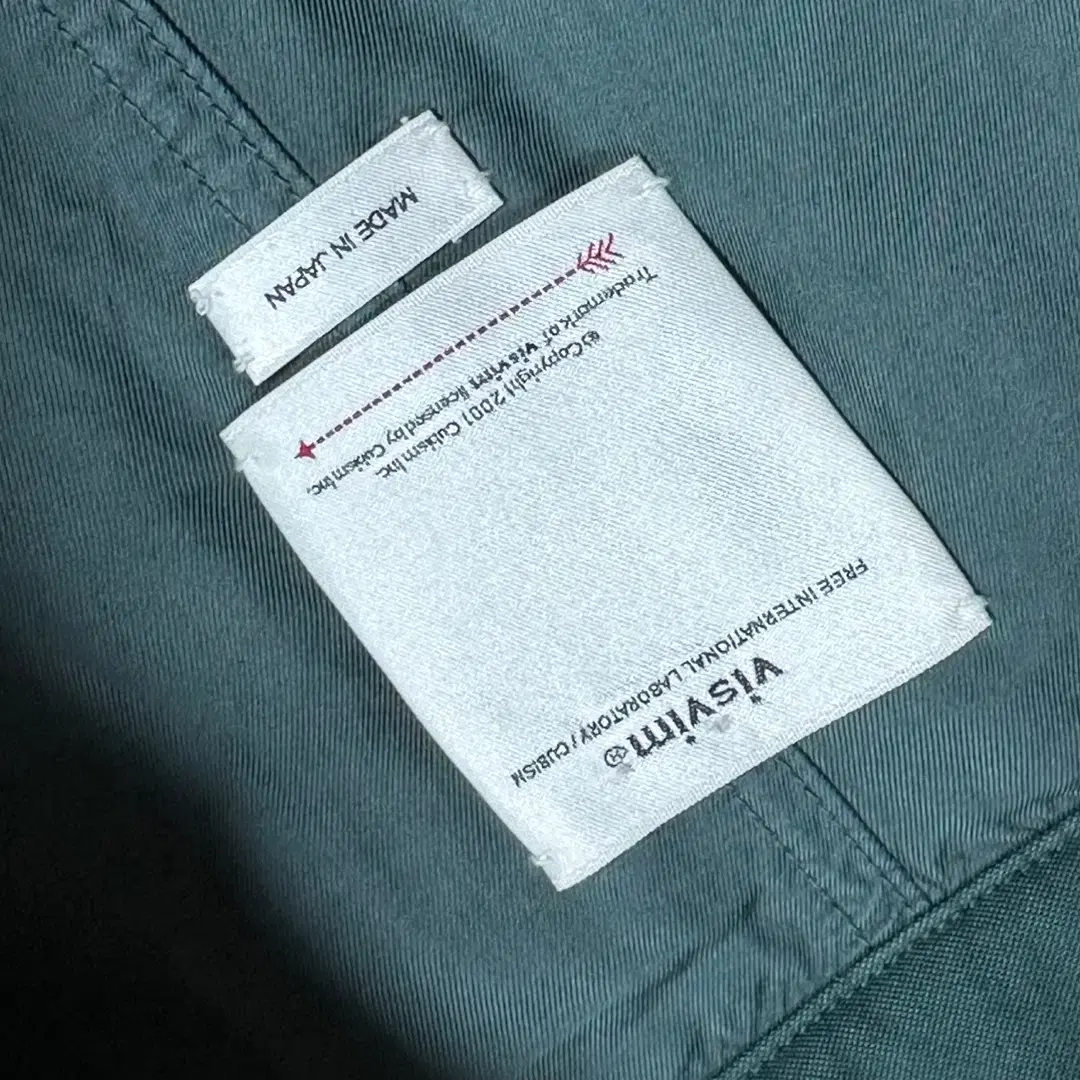 visvim®
FREE INTERNATIONAL LABORATORY / CUBISM
© Copyright 2001 Cubism Inc.
Trademark of visvim licensed by Cubism Inc.
MADE IN JAPAN